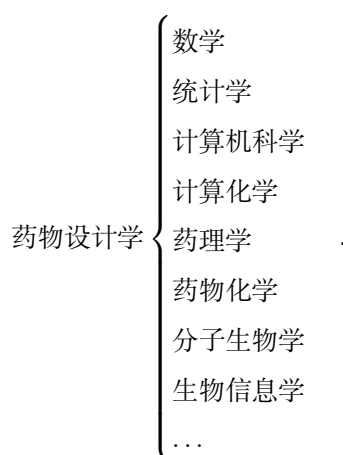 药物设计学
数学
统计学
计算机科学
计算化学
药理学
药物化学
分子生物学
生物信息学
...
.